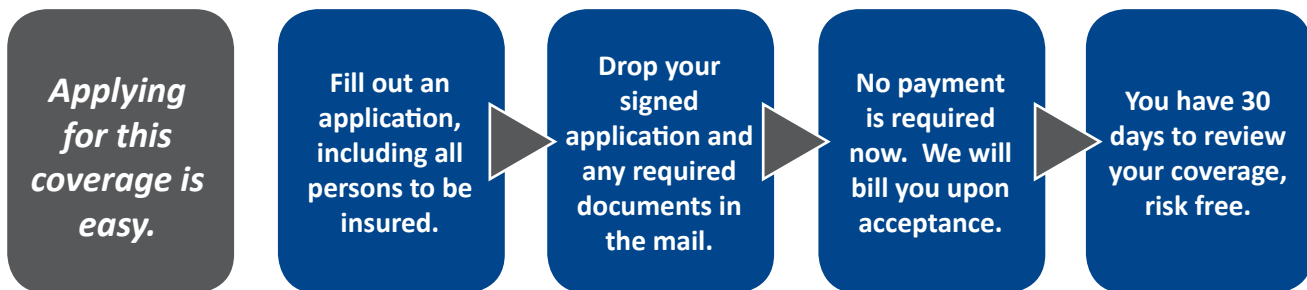 Applying
for this
coverage is
easy.
Fill out an
application,
including all
persons to be
insured.
Drop your
signed
application and
any required
documents in
the mail.
No payment
is required
now.  We will
bill you upon
acceptance.
You have 30
days to review
your coverage,
risk free.